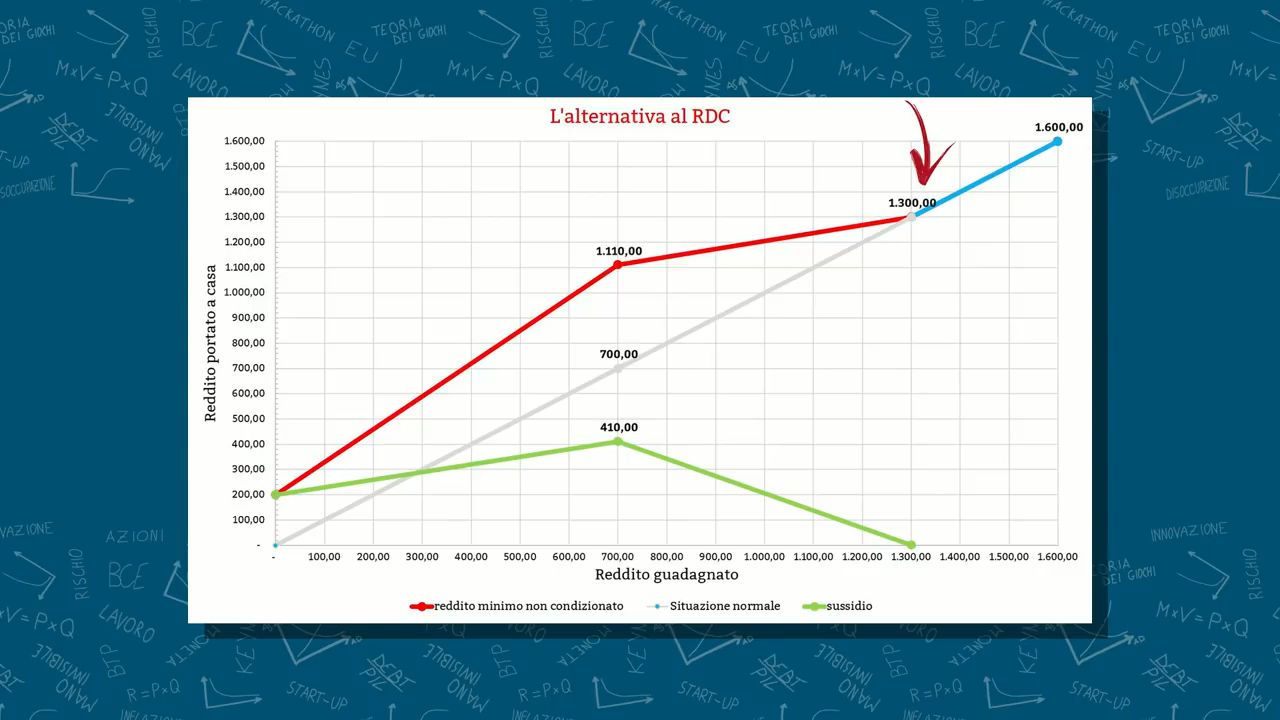 L'alternativa al RDC
1.600,00
1.600,00
1.500,00
1.400,00
1.300,00
1.300,00
1.200,00
1.110,00
1.100,00
1.000,00
900,00
800,00
700,00
700,00
600,00
500,00
410,00
400,00
300,00
200,00
100,00
-
- 100,00 200,00 300,00 400,00 500,00 600,00 700,00 800,00 900,00 1.000,00 1.100,00 1.200,00 1.300,00 1.400,00 1.500,00 1.600,00
Reddito portato a casa
Reddito guadagnato
reddito minimo non condizionato Situazione normale sussidio
HACKATHON
TEORIA
DEI GIOCHI
RISCHIO
BCE
EU
M×V=P×Q
LAVORO
DEBT
PIL
MANO
INVISIBILE
START-UP
DISOCCUPAZIONE
INNOVAZIONE
AZIONI
RISCHIO
BCE
M×V=P×Q
LAVORO
BTP
R=P×Q
START-UP